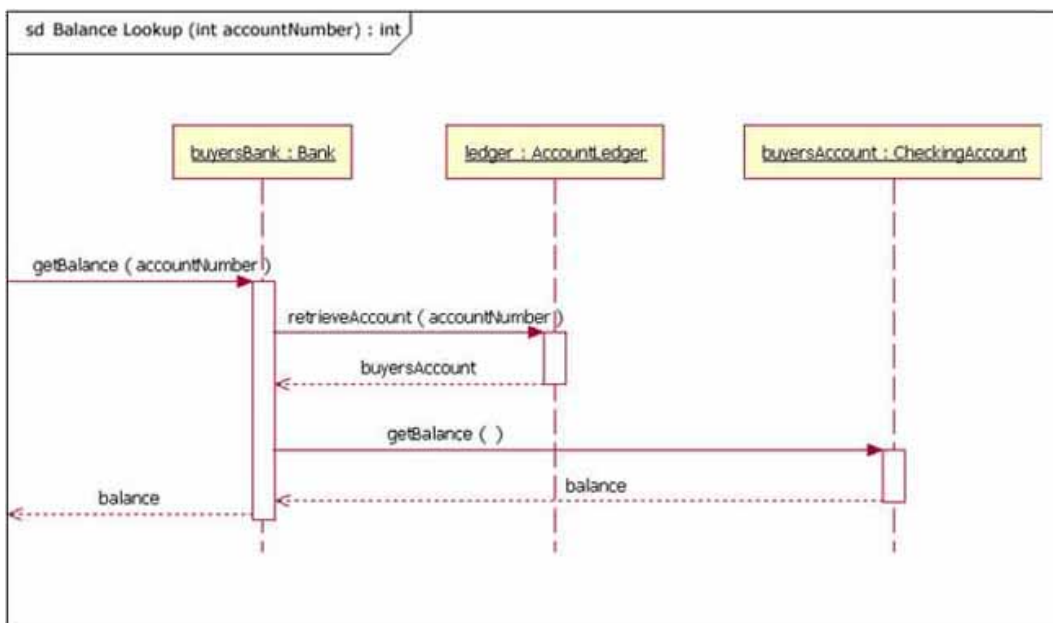 sd Balance Lookup (int accountNumber) : int
buyersBank : Bank
ledger : AccountLedger
buyersAccount : CheckingAccount
getBalance ( accountNumber )
retrieveAccount ( accountNumber )
buyersAccount
getBalance ( )
balance
balance